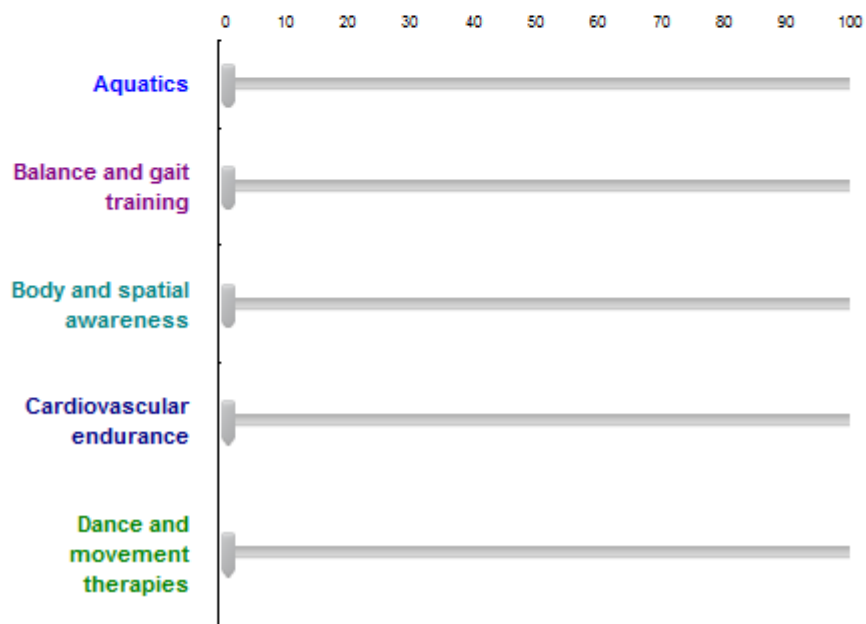 0 10 20 30 40 50 60 70 80 90 100
Aquatics
Balance and gait
training
Body and spatial
awareness
Cardiovascular
endurance
Dance and
movement
therapies